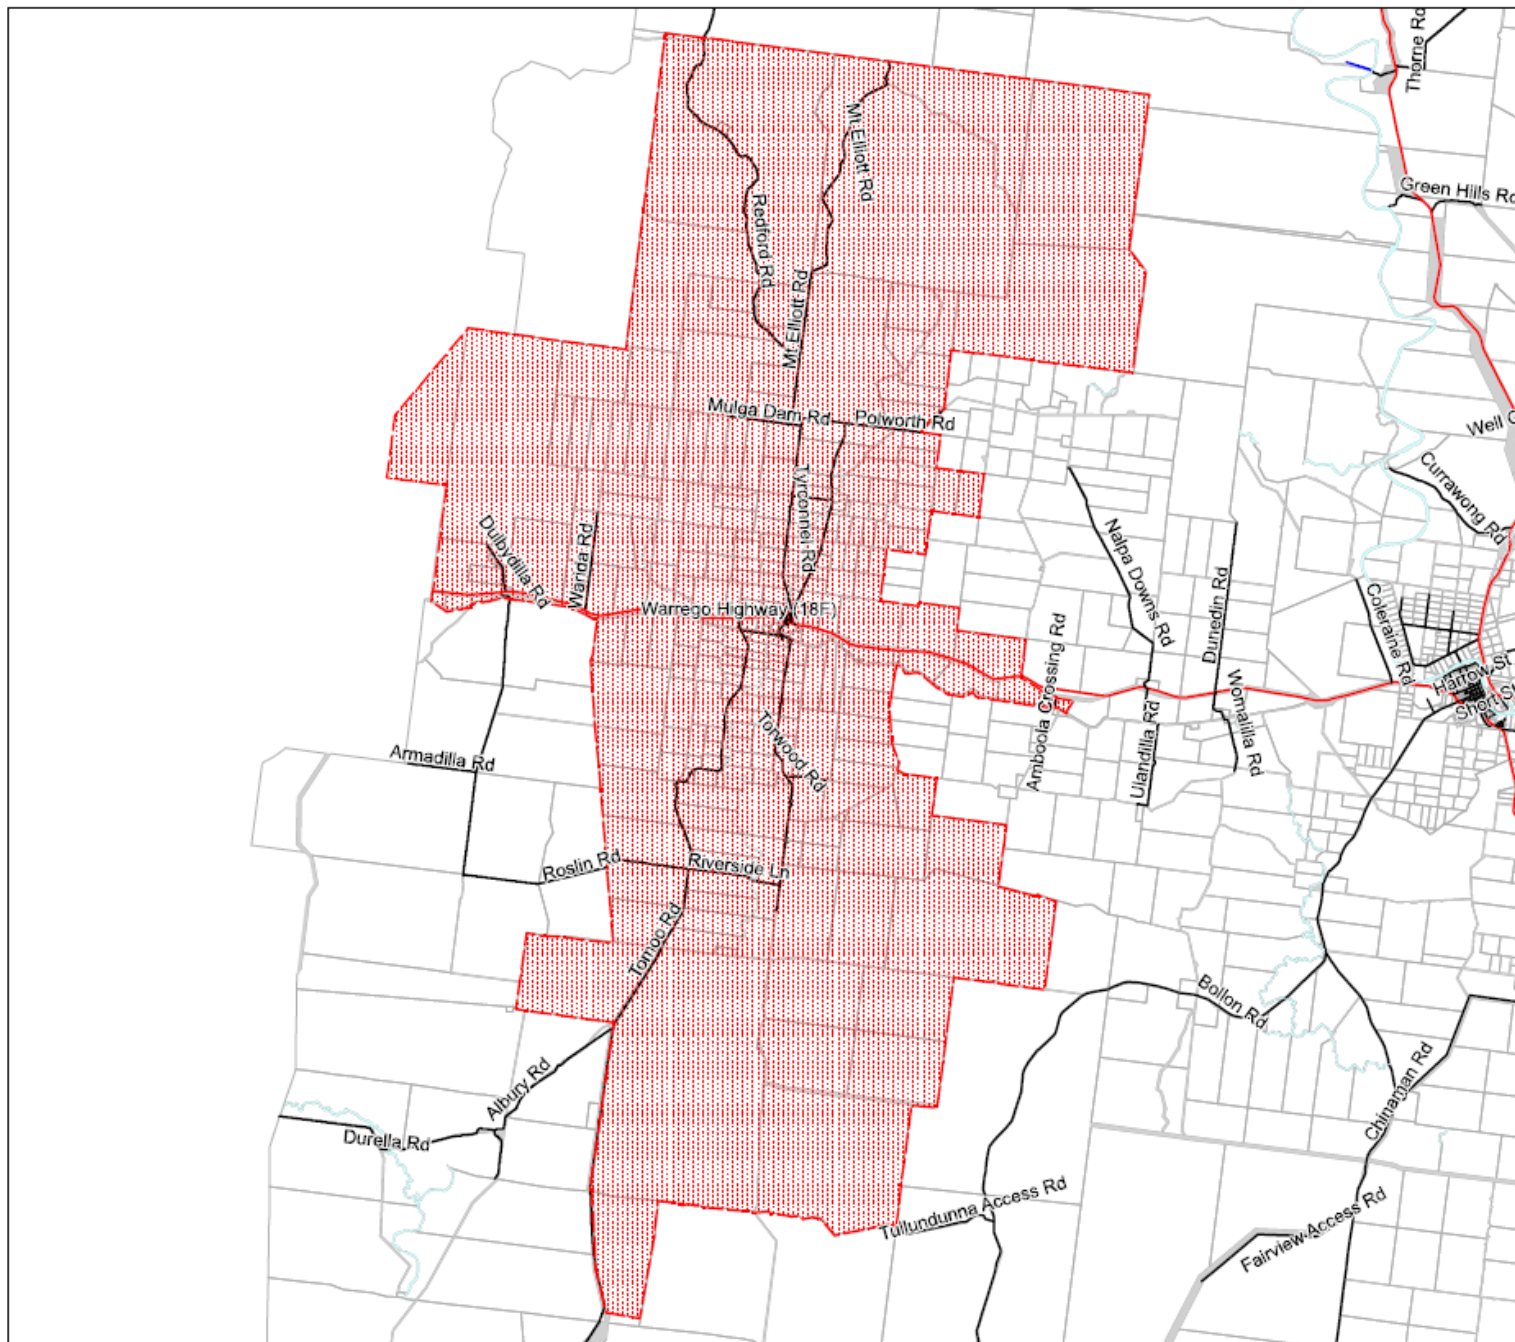 Thorne Rd
Mt Elliott Rd
Green Hills Rd
Redford Rd
Mt Elliott Rd
Mulga Dam Rd
Polworth Rd
Currawong Rd
Tyrconnel Rd
Dulbydilla Rd
Wanda Rd
Nalpa Downs Rd
Dunedin Rd
Coleraine Rd
Warrego Highway (18F)
Amboola Crossing Rd
Womalilla Rd
Harrow St
Short St
Ulandilla Rd
Torwood Rd
Armadilla Rd
Roslin Rd
Riverside Ln
Tomoo Rd
Bollon Rd
Albury Rd
Chinaman Rd
Durella Rd
Tullundunna Access Rd
Fairview Access Rd